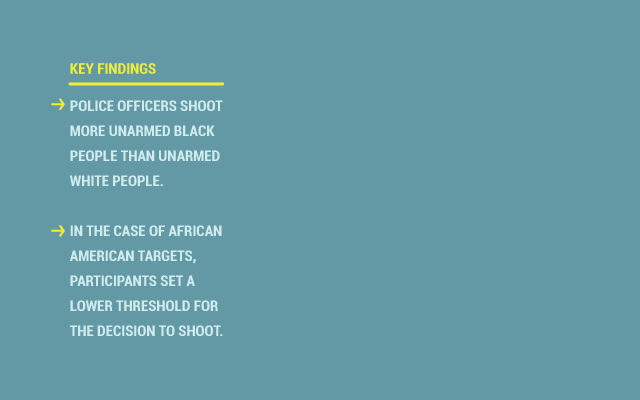 KEY FINDINGS
→ POLICE OFFICERS SHOOT
MORE UNARMED BLACK
PEOPLE THAN UNARMED
WHITE PEOPLE.
→ IN THE CASE OF AFRICAN
AMERICAN TARGETS,
PARTICIPANTS SET A
LOWER THRESHOLD FOR
THE DECISION TO SHOOT.